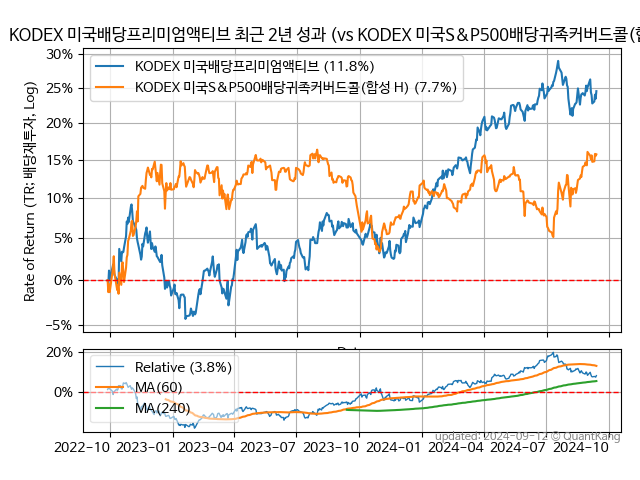 KODEX 미국배당프리미엄액티브 최근 2년 성과 (vs KODEX 미국S&P500배당귀족커버드콜(합
30%
25%
20%
15%
10%
5%
0%
−5%
Rate of Return (TR: 배당재투자, Log)
KODEX 미국배당프리미엄액티브 (11.8%)
KODEX 미국S&P500배당귀족커버드콜(합성 H) (7.7%)
20%
0%
Relative (3.8%)
MA(60)
MA(240)
updated: 2024-09-12 © QuantKang
2022-10 2023-01 2023-04 2023-07 2023-10 2024-01 2024-04 2024-07 2024-10